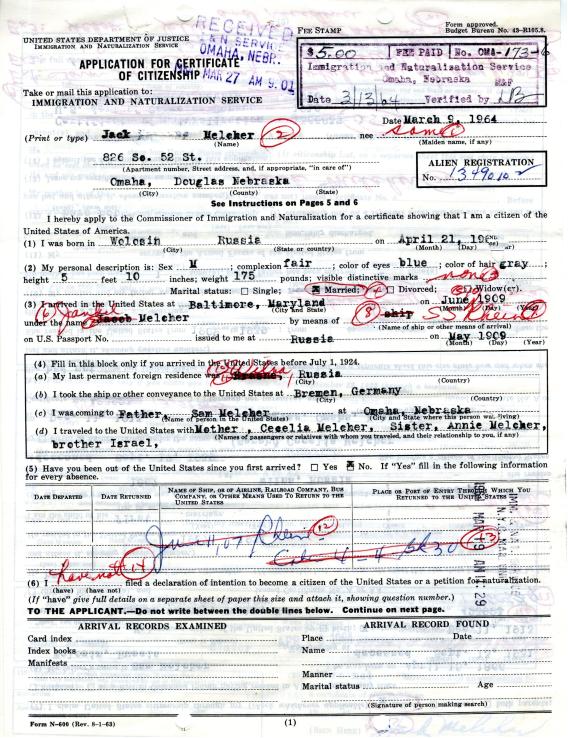 UNITED STATES DEPARTMENT OF JUSTICE
IMMIGRATION AND NATURALIZATION SERVICE
APPLICATION FOR CERTIFICATE
OF CITIZENSHIP
RECEIVED
I & N SERVICE
OMAHA, NEBR.
MAR 27 AM 9.01
FEE STAMP
Form approved.
Budget Bureau No. 43-R165.8.
$ 5.00 FEE PAID No. OMA-173-6
Immigration and Naturalization Service
Omaha, Nebraska
Date 3/13/64 Verified by
Take or mail this application to:
IMMIGRATION AND NATURALIZATION SERVICE
Date March 9, 1964
(Print or type) Jack Melcher (2) nee same
(Name) (Maiden name, if any)
826 So. 52 St.
(Apartment number, Street address, and, if appropriate, "in care of")
Omaha, Douglas Nebraska
(City) (County) (State)
ALIEN REGISTRATION
No.
See Instructions on Pages 5 and 6
I hereby apply to the Commissioner of Immigration and Naturalization for a certificate showing that I am a citizen of the
United States of America.
(1) I was born in Wolosin Russia on April 21,
(City) (State or country) (Month) (Day)
(2) My personal description is: Sex M ; complexion fair ; color of eyes blue ; color of hair gray
height 5 feet 10 inches; weight 175 pounds; visible distinctive marks none
Marital status: ☐ Single; ☒ Married; ☐ Divorced; ☐ Widow(er).
(3) I arrived in the United States at Baltimore, Maryland on June 1909
(City and State) (Month) (Day) (Year)
under the name Jacob Melcher by means of (8) ship SS Rhein
(Name of ship or other means of arrival)
on U.S. Passport No. issued to me at Russia on May 1909
(Month) (Day) (Year)
(4) Fill in this block only if arrived in the United States before July 1, 1924.
(a) My last permanent foreign residence was Russia
(City) (Country)
(b) I took the ship or other conveyance to the United States at Bremen, Germany
(City) (Country)
(c) I was coming to Father, Sam Melcher at Omaha, Nebraska
(Name of person in the United States) (City and State where this person was living)
(d) I traveled to the United States with Mother, Cecelia Melcher, Sister, Annie Melcher,
(Names of passengers or relatives with whom you traveled, and their relationship to you, if any)
brother Israel,
(5) Have you been out of the United States since you first arrived? ☐ Yes ☒ No. If "Yes" fill in the following information
for every absence.
DATE DEPARTED DATE RETURNED NAME OF SHIP, OR OF AIRLINE, RAILROAD COMPANY, BUS COMPANY, OR OTHER MEANS USED TO RETURN TO THE UNITED STATES PLACE OR PORT OF ENTRY THROUGH WHICH YOU RETURNED TO THE UNITED STATES
June 11, 07 Rhein (12)
(6) I have not 14 filed a declaration of intention to become a citizen of the United States or a petition for naturalization.
(have) (have not)
(If "have" give full details on a separate sheet of paper this size and attach it, showing question number.)
TO THE APPLICANT.—Do not write between the double lines below. Continue on next page.
ARRIVAL RECORDS EXAMINED
Card index
Index books
Manifests
ARRIVAL RECORD FOUND
Place Date
Name
Manner
Marital status Age
(Signature of person making search)
Form N-600 (Rev. 8-1-63)
(1)